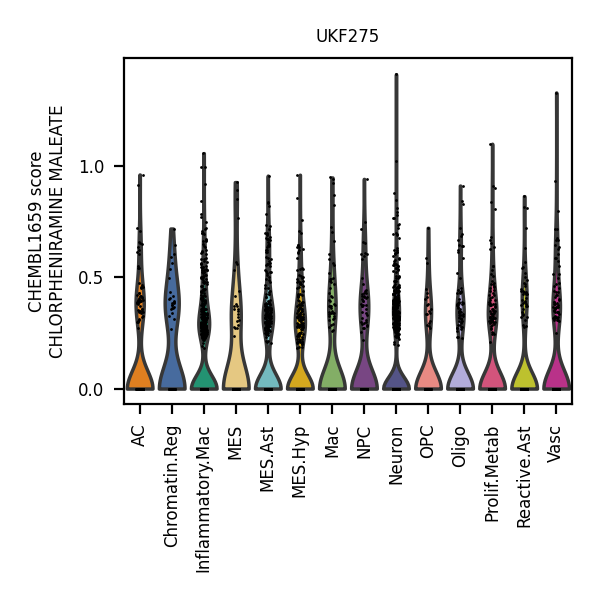 UKF275
CHEMBL1659 score
CHLORPHENIRAMINE MALEATE
1.0
0.5
0.0
AC
Chromatin.Reg
Inflammatory.Mac
MES
MES.Ast
MES.Hyp
Mac
NPC
Neuron
OPC
Oligo
Prolif.Metab
Reactive.Ast
Vasc